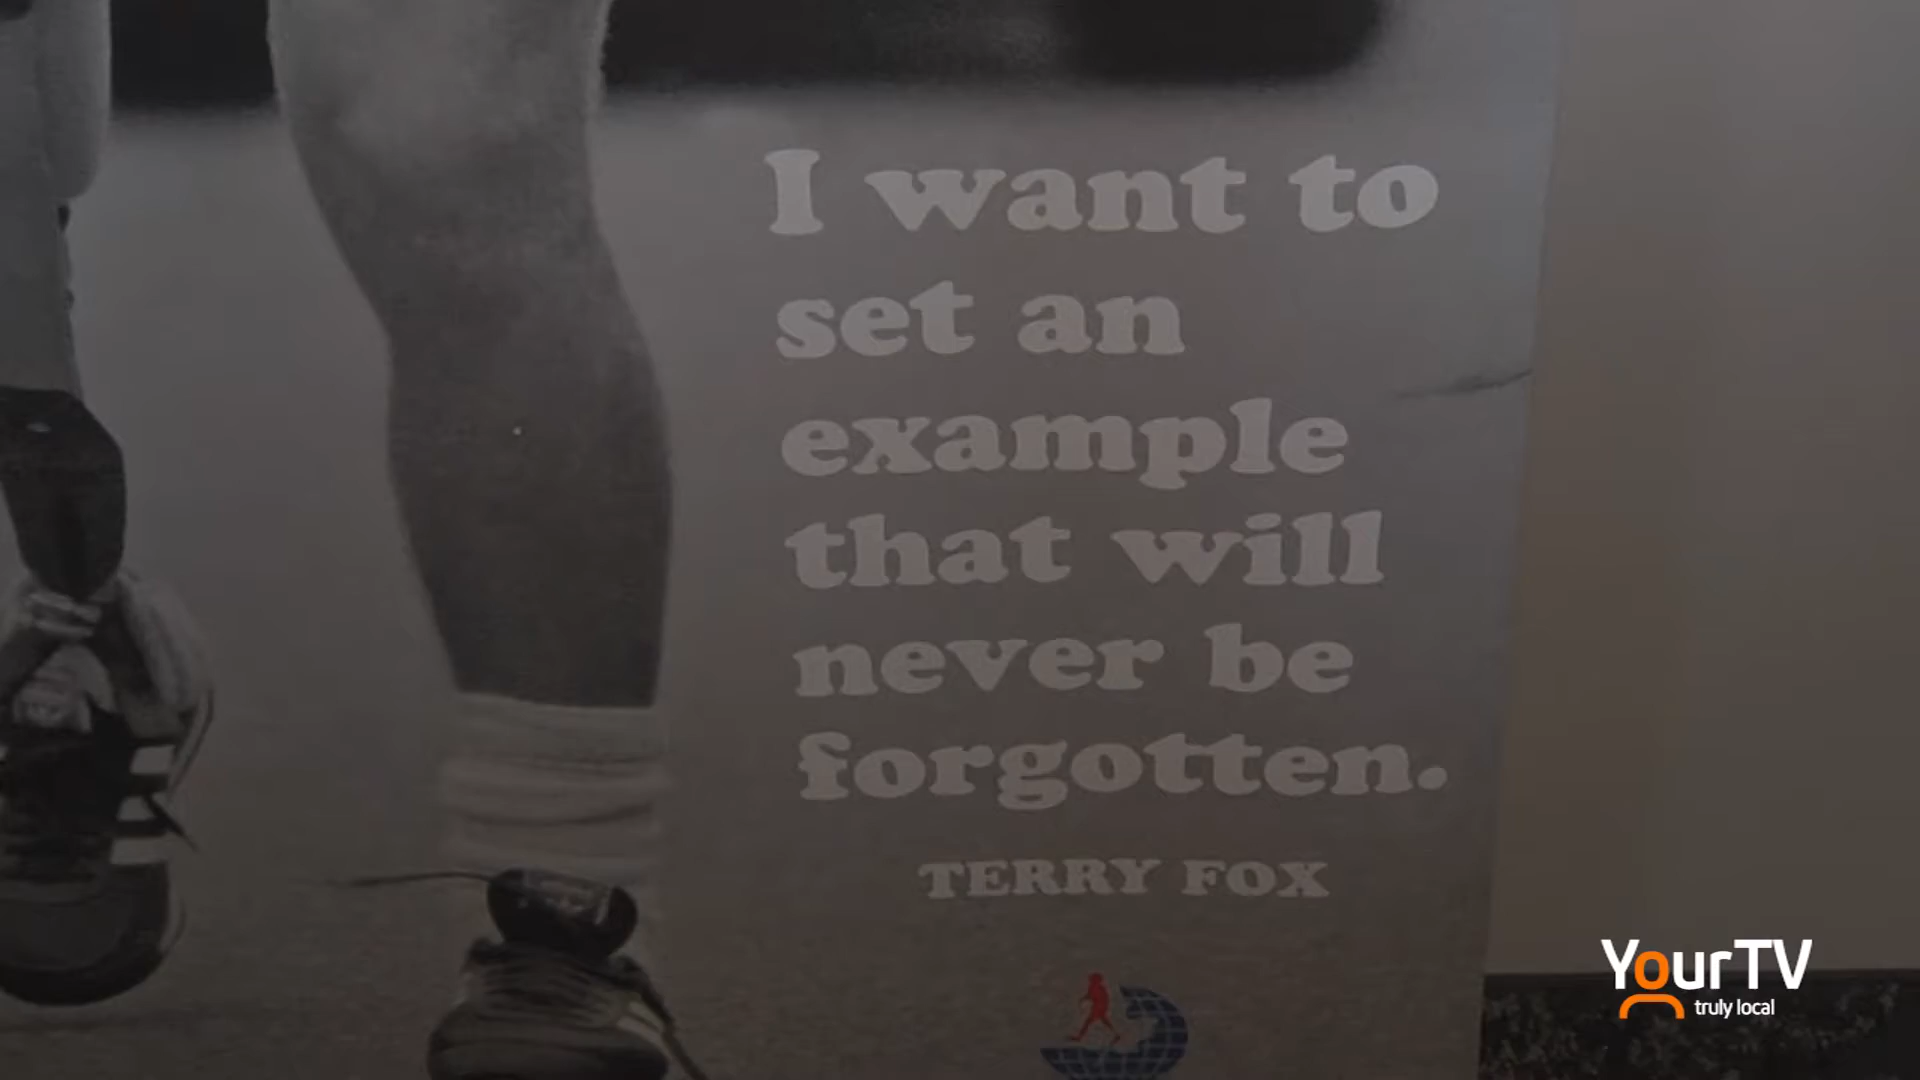 I want to
set an
example
that will
never be
forgotten.
TERRY FOX
YourTV
truly local